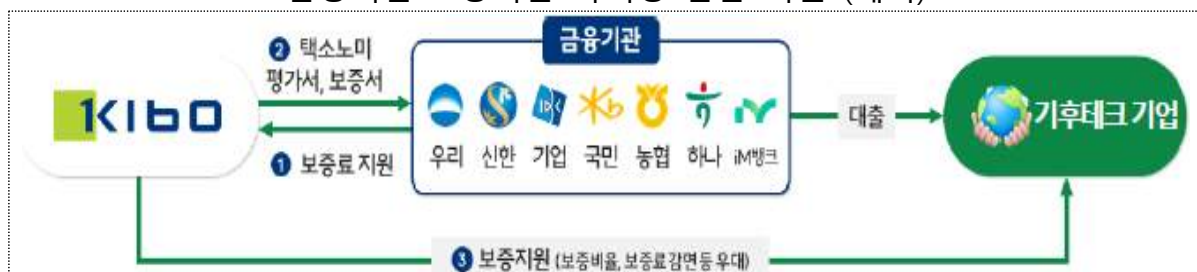 금융기관
② 택소노미
평가서, 보증서
KIBO
① 보증료 지원
우리 신한 기업 국민 농협 하나 iM뱅크
대출
기후테크 기업
③ 보증지원 (보증비율, 보증료감면 등 우대)